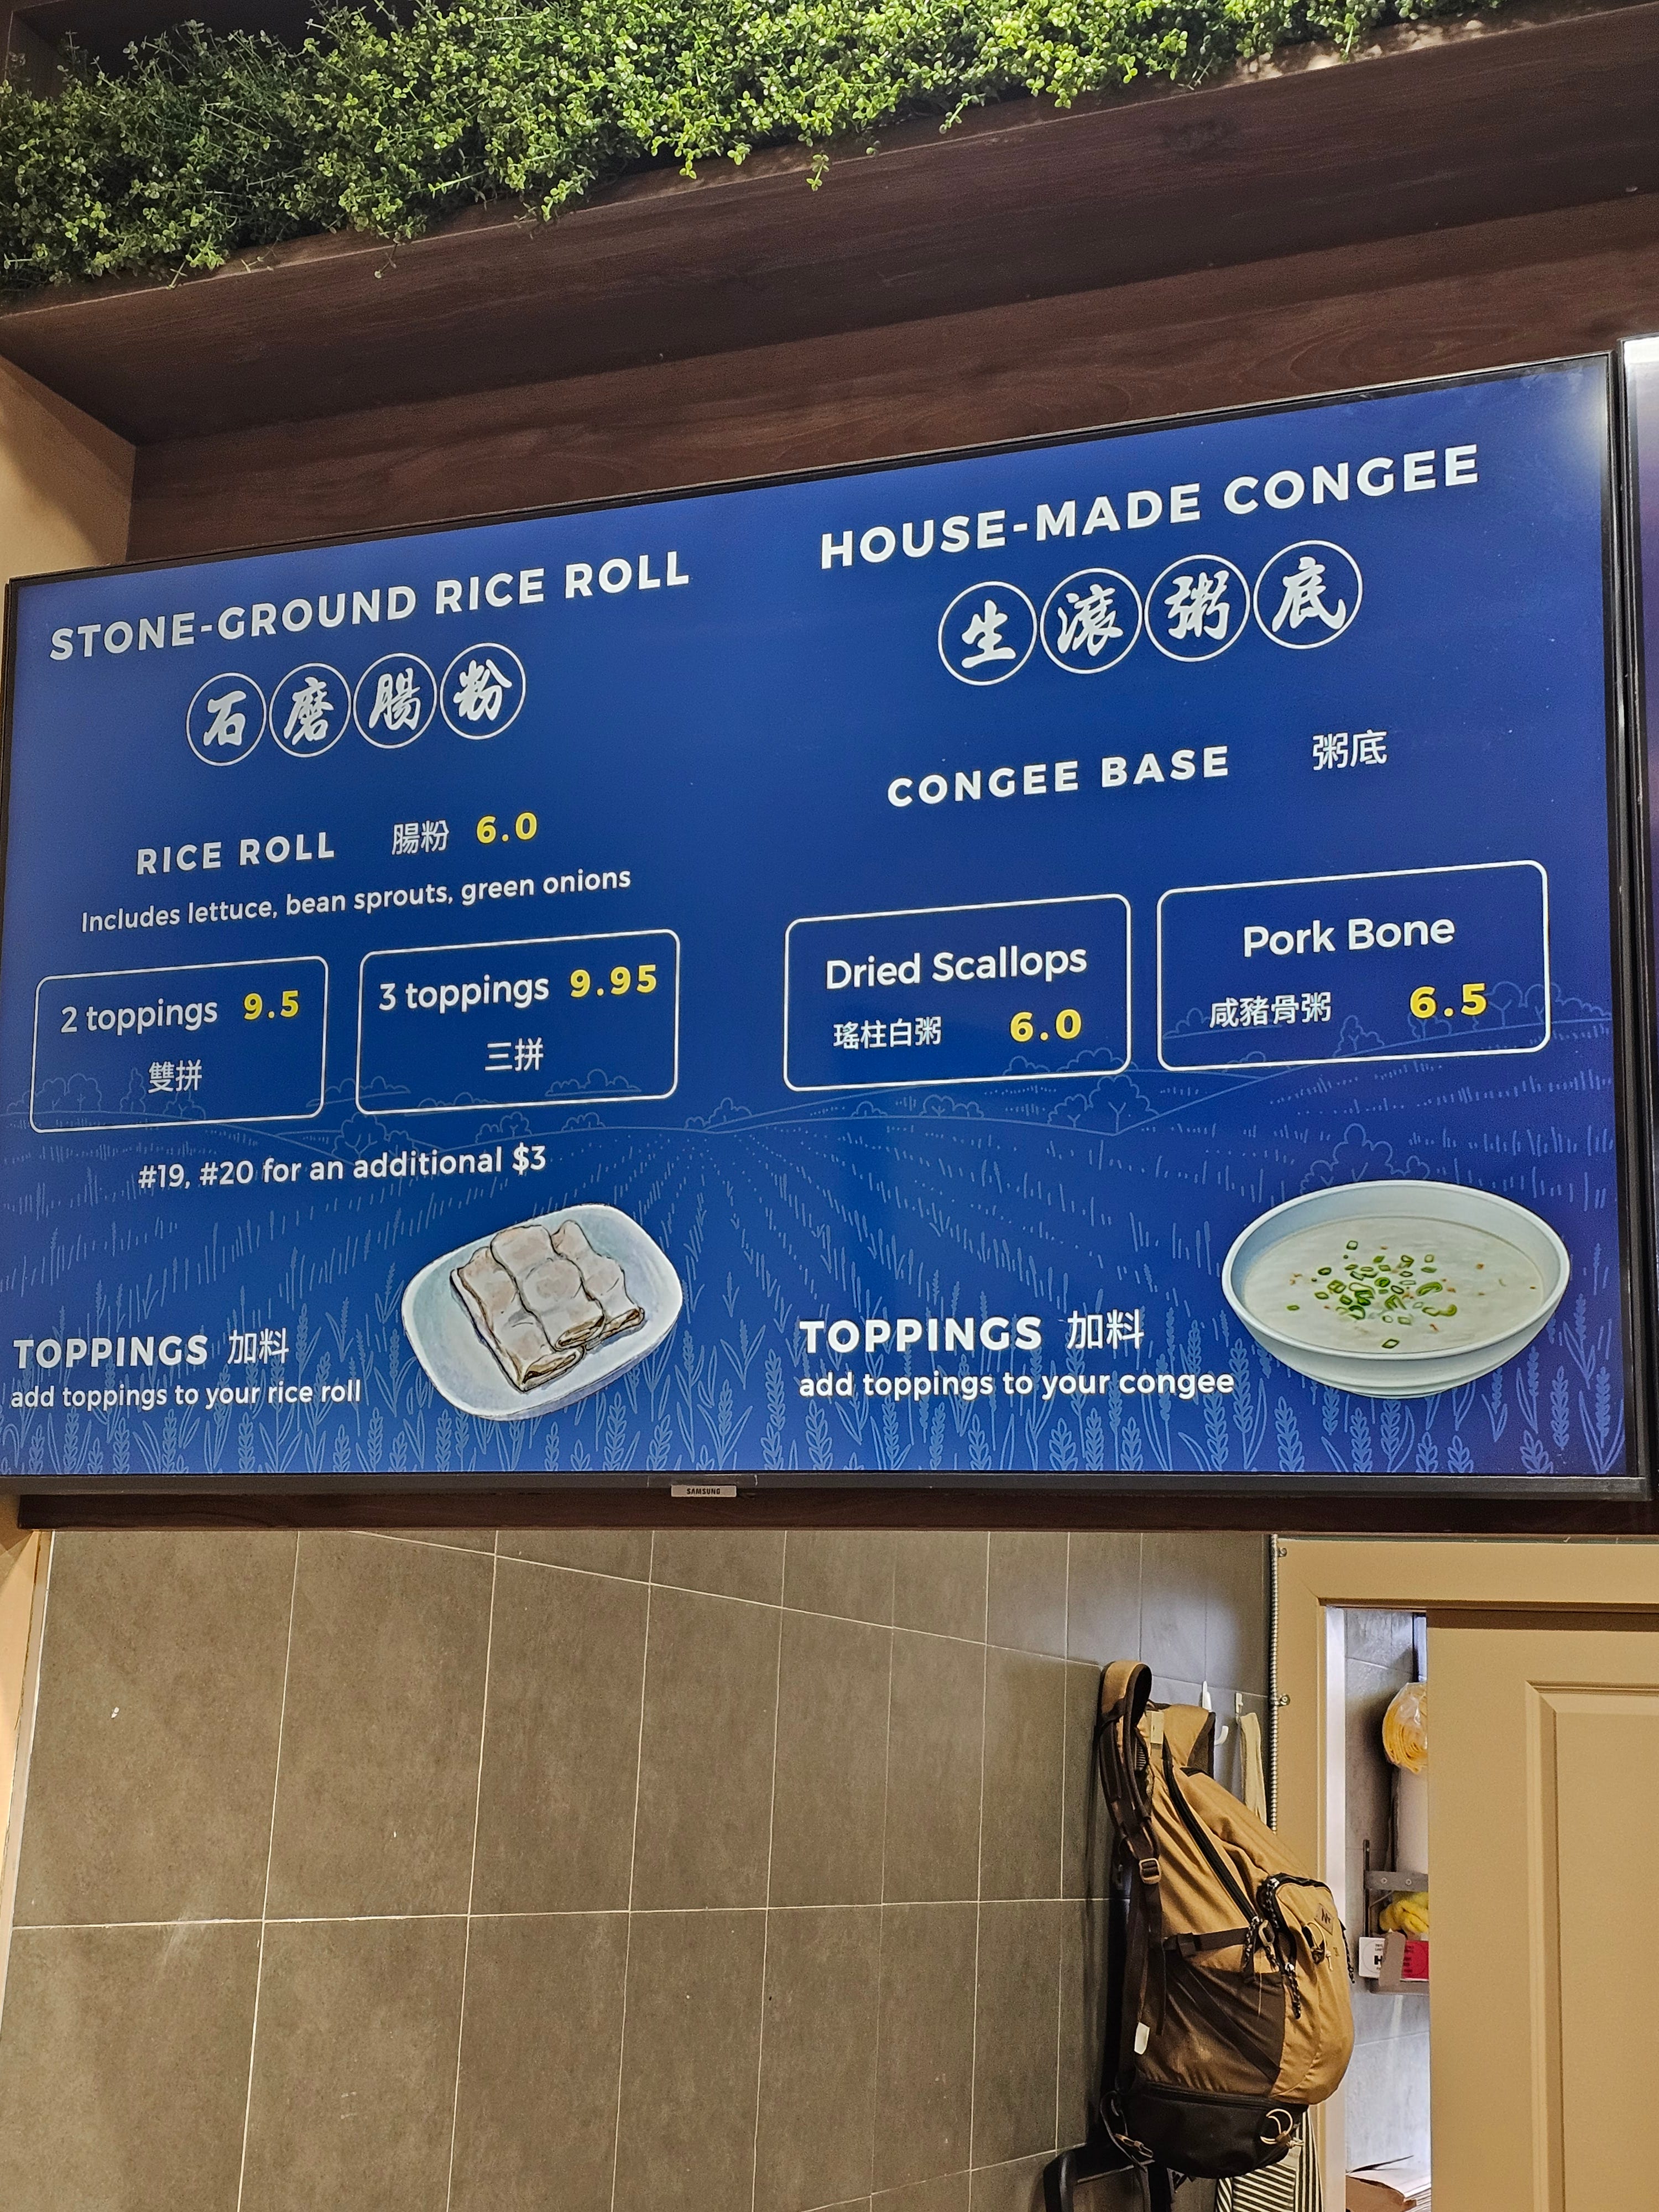 STONE-GROUND RICE ROLL
石磨腸粉
RICE ROLL 腸粉 6.0
Includes lettuce, bean sprouts, green onions
2 toppings 9.5
雙拼
3 toppings 9.95
三拼
#19, #20 for an additional $3
TOPPINGS 加料
add toppings to your rice roll
HOUSE-MADE CONGEE
生滾粥底
CONGEE BASE 粥底
Dried Scallops
瑤柱白粥 6.0
Pork Bone
咸豬骨粥 6.5
TOPPINGS 加料
add toppings to your congee
SAMSUNG